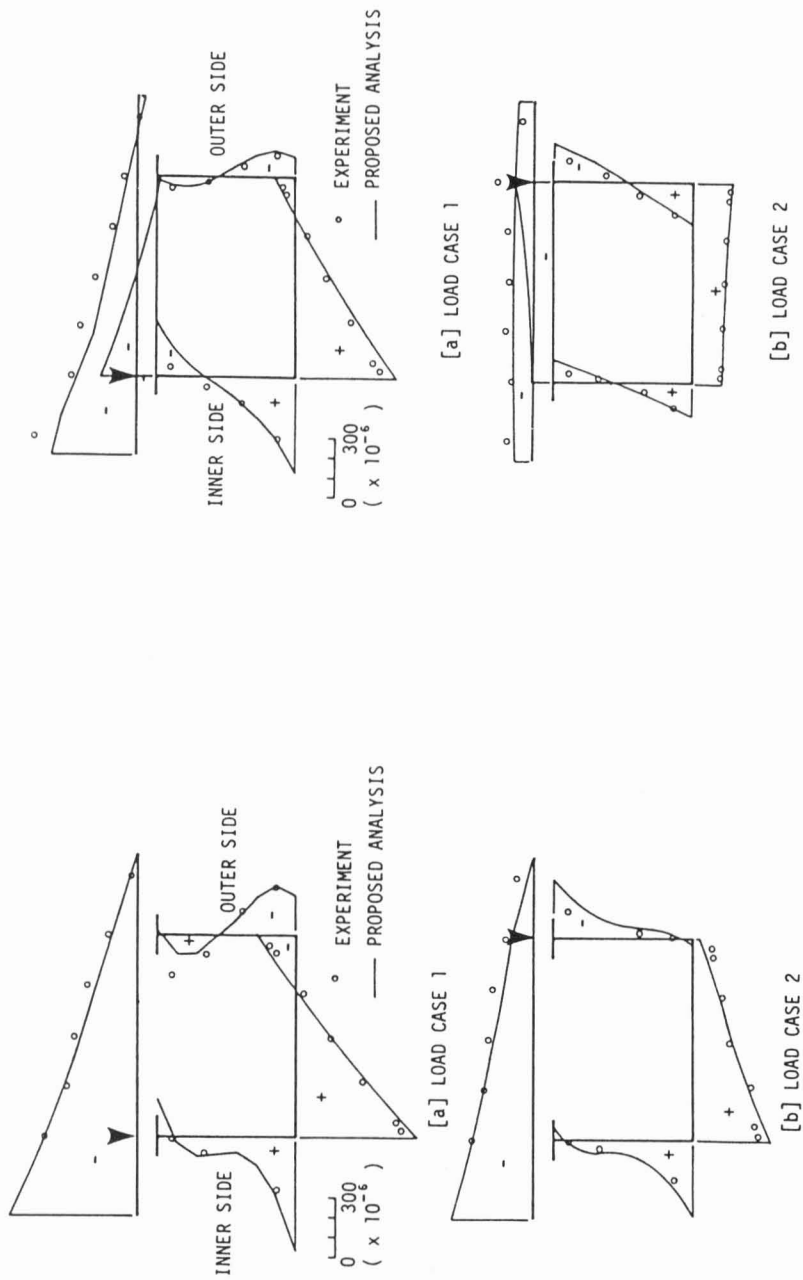 INNER SIDE
OUTER SIDE
0 300
( x 10⁻⁶ )
o EXPERIMENT
— PROPOSED ANALYSIS
[a] LOAD CASE 1
[b] LOAD CASE 2
INNER SIDE
OUTER SIDE
0 300
( x 10⁻⁶ )
o EXPERIMENT
— PROPOSED ANALYSIS
[a] LOAD CASE 1
[b] LOAD CASE 2